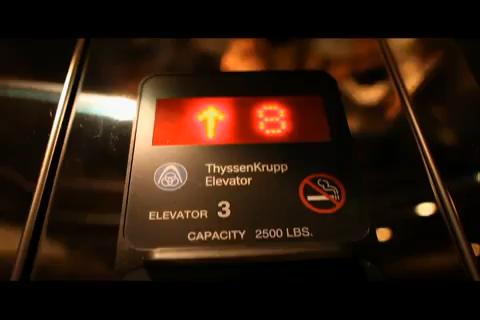 ↑ 8
ThyssenKrupp
Elevator
ELEVATOR 3
CAPACITY 2500 LBS.